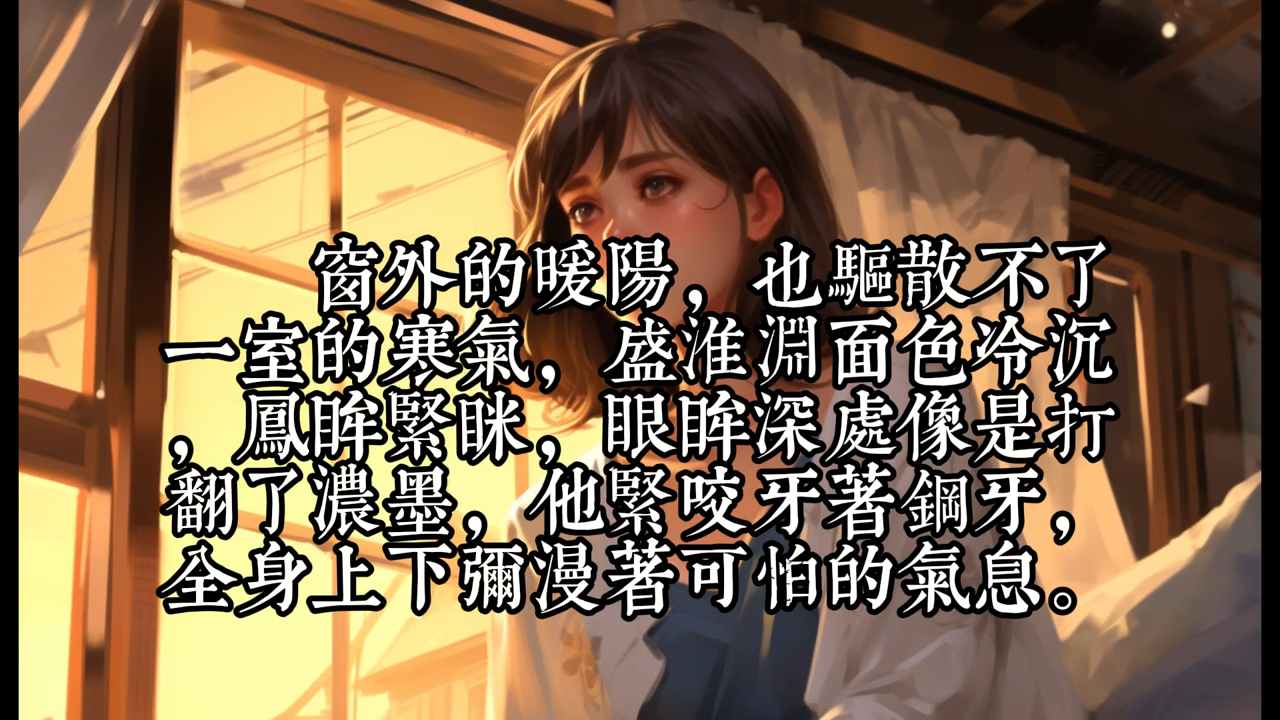 窗外的暖陽，也驅散不了
一室的寒氣，盛淮淵面色冷沉
，鳳眸緊眯，眼眸深處像是打
翻了濃墨，他緊咬牙著鋼牙，
全身上下彌漫著可怕的氣息。